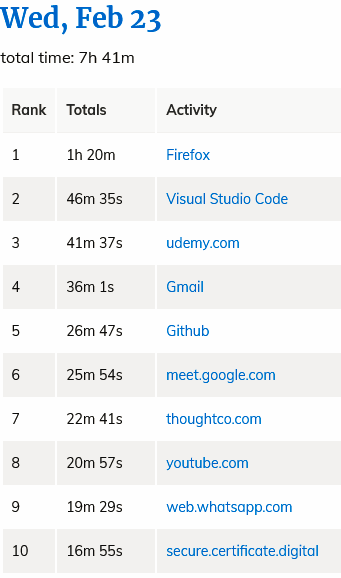 Wed, Feb 23
total time: 7h 41m
Rank Totals Activity
1 1h 20m Firefox
2 46m 35s Visual Studio Code
3 41m 37s udemy.com
4 36m 1s Gmail
5 26m 47s Github
6 25m 54s meet.google.com
7 22m 41s thoughtco.com
8 20m 57s youtube.com
9 19m 29s web.whatsapp.com
10 16m 55s secure.certificate.digital